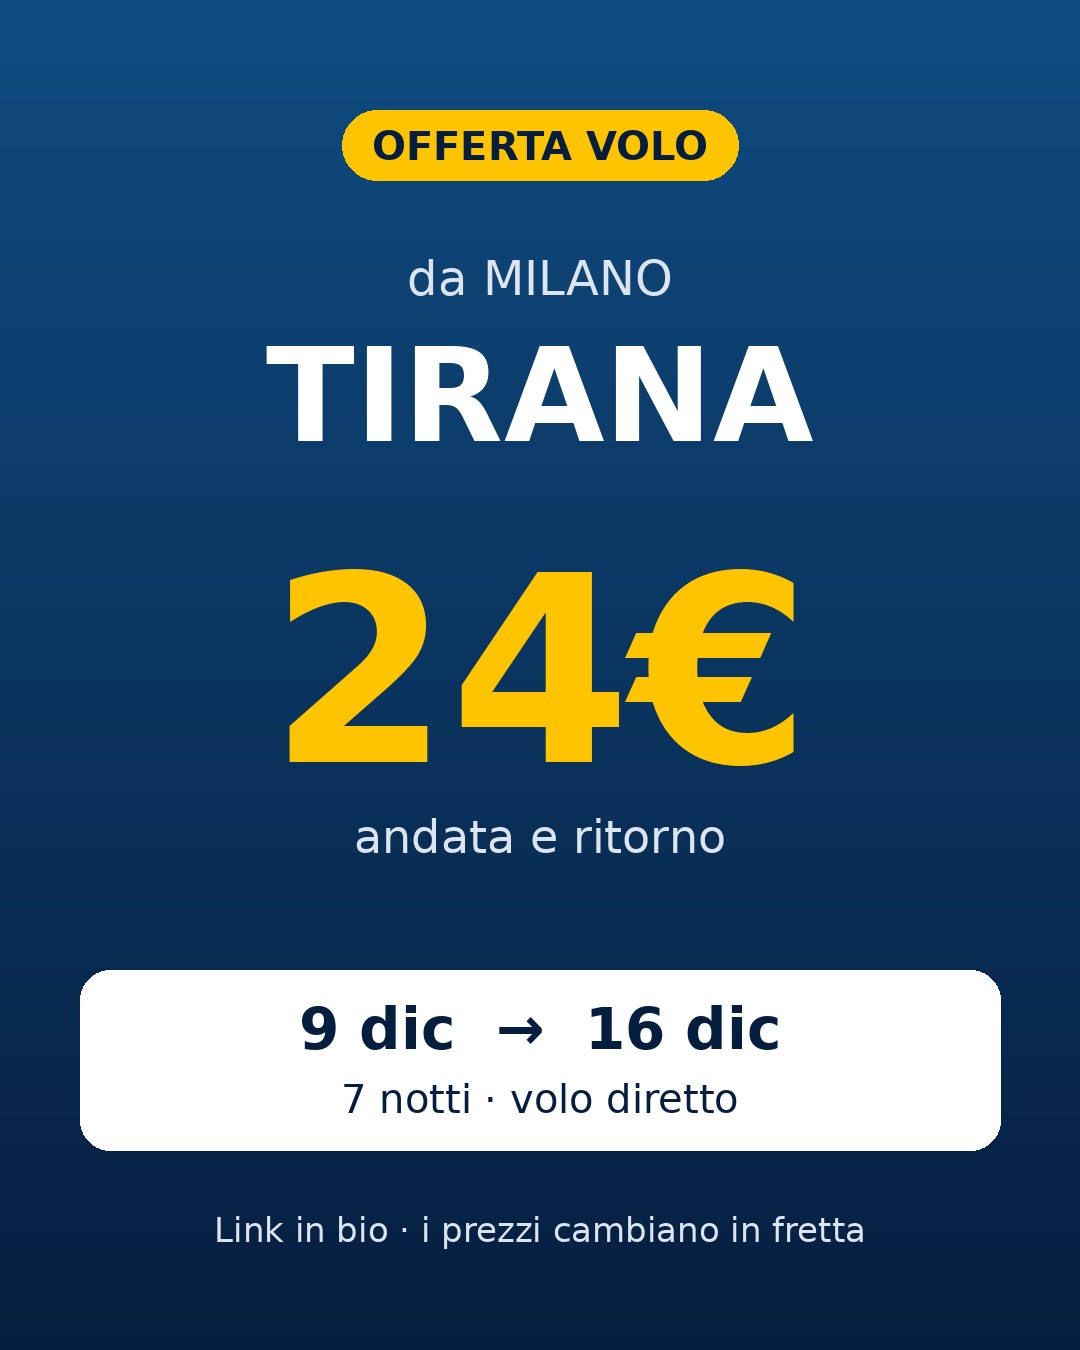 OFFERTA VOLO
da MILANO
TIRANA
24€
andata e ritorno
9 dic → 16 dic
7 notti · volo diretto
Link in bio · i prezzi cambiano in fretta